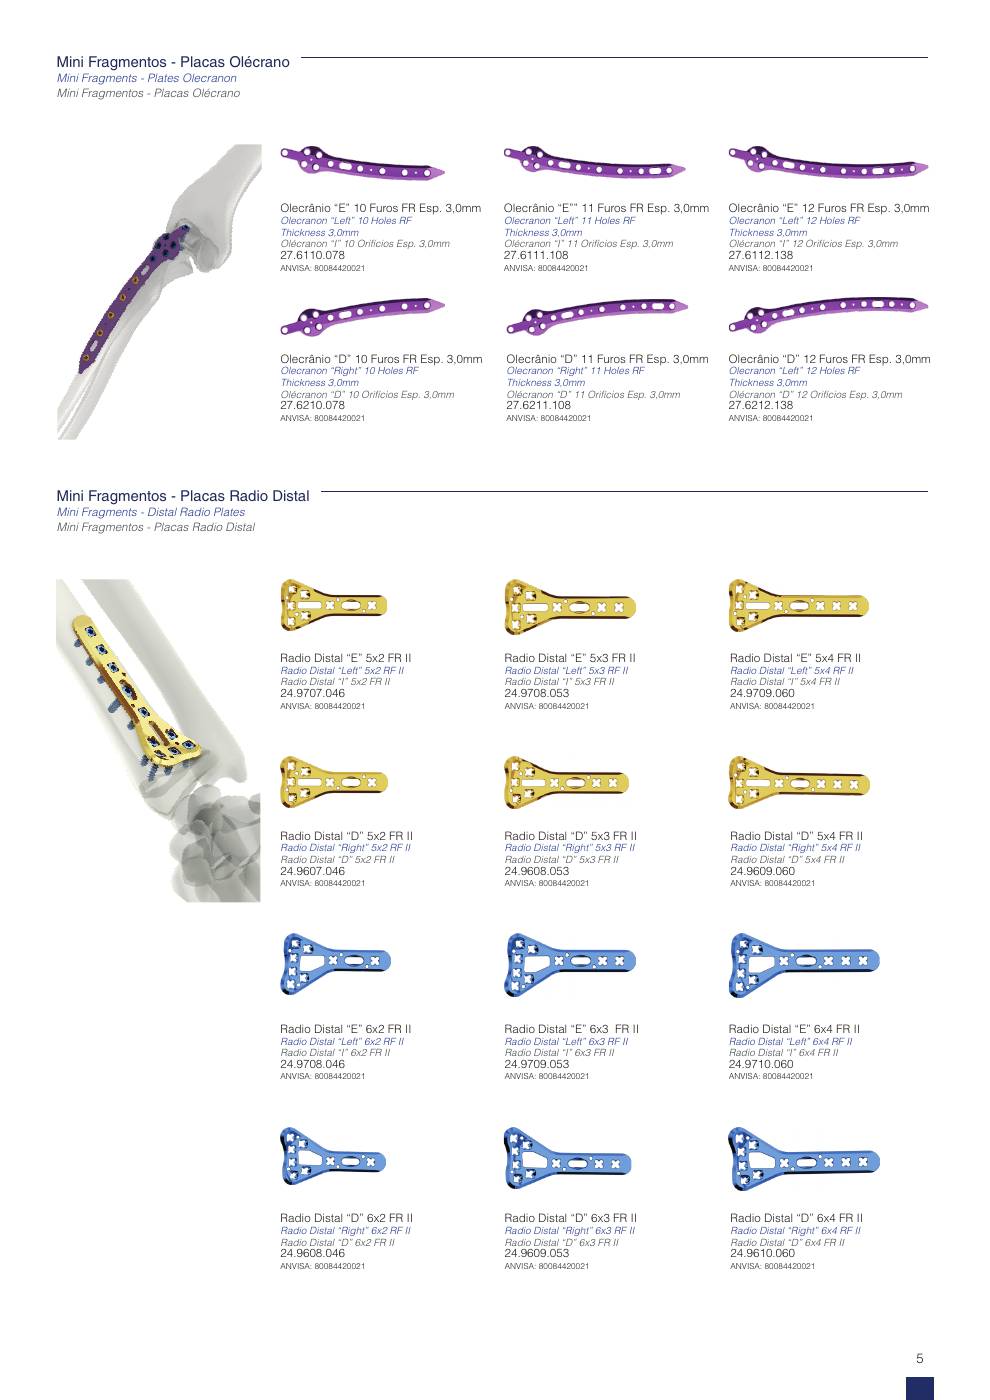 Mini Fragmentos - Placas Olécrano
Mini Fragments - Plates Olecranon
Mini Fragmentos - Placas Olécrano
Olecrânio “E” 10 Furos FR Esp. 3,0mm
Olecranon “Left” 10 Holes RF
Thickness 3,0mm
Olécranon “I” 10 Orifícios Esp. 3,0mm
27.6110.078
ANVISA: 80084420021
Olecrânio “E”” 11 Furos FR Esp. 3,0mm
Olecranon “Left” 11 Holes RF
Thickness 3,0mm
Olécranon “I” 11 Orifícios Esp. 3,0mm
27.6111.108
ANVISA: 80084420021
Olecrânio “E” 12 Furos FR Esp. 3,0mm
Olecranon “Left” 12 Holes RF
Thickness 3,0mm
Olécranon “I” 12 Orifícios Esp. 3,0mm
27.6112.138
ANVISA: 80084420021
Olecrânio “D” 10 Furos FR Esp. 3,0mm
Olecranon “Right” 10 Holes RF
Thickness 3,0mm
Olécranon “D” 10 Orifícios Esp. 3,0mm
27.6210.078
ANVISA: 80084420021
Olecrânio “D” 11 Furos FR Esp. 3,0mm
Olecranon “Right” 11 Holes RF
Thickness 3,0mm
Olécranon “D” 11 Orifícios Esp. 3,0mm
27.6211.108
ANVISA: 80084420021
Olecrânio “D” 12 Furos FR Esp. 3,0mm
Olecranon “Left” 12 Holes RF
Thickness 3,0mm
Olécranon “D” 12 Orifícios Esp. 3,0mm
27.6212.138
ANVISA: 80084420021
Mini Fragmentos - Placas Radio Distal
Mini Fragments - Distal Radio Plates
Mini Fragmentos - Placas Radio Distal
Radio Distal “E” 5x2 FR II
Radio Distal “Left” 5x2 RF II
Radio Distal “I” 5x2 FR II
24.9707.046
ANVISA: 80084420021
Radio Distal “E” 5x3 FR II
Radio Distal “Left” 5x3 RF II
Radio Distal “I” 5x3 FR II
24.9708.053
ANVISA: 80084420021
Radio Distal “E” 5x4 FR II
Radio Distal “Left” 5x4 RF II
Radio Distal “I” 5x4 FR II
24.9709.060
ANVISA: 80084420021
Radio Distal “D” 5x2 FR II
Radio Distal “Right” 5x2 RF II
Radio Distal “D” 5x2 FR II
24.9607.046
ANVISA: 80084420021
Radio Distal “D” 5x3 FR II
Radio Distal “Right” 5x3 RF II
Radio Distal “D” 5x3 FR II
24.9608.053
ANVISA: 80084420021
Radio Distal “D” 5x4 FR II
Radio Distal “Right” 5x4 RF II
Radio Distal “D” 5x4 FR II
24.9609.060
ANVISA: 80084420021
Radio Distal “E” 6x2 FR II
Radio Distal “Left” 6x2 RF II
Radio Distal “I” 6x2 FR II
24.9708.046
ANVISA: 80084420021
Radio Distal “E” 6x3 FR II
Radio Distal “Left” 6x3 RF II
Radio Distal “I” 6x3 FR II
24.9709.053
ANVISA: 80084420021
Radio Distal “E” 6x4 FR II
Radio Distal “Left” 6x4 RF II
Radio Distal “I” 6x4 FR II
24.9710.060
ANVISA: 80084420021
Radio Distal “D” 6x2 FR II
Radio Distal “Right” 6x2 RF II
Radio Distal “D” 6x2 FR II
24.9608.046
ANVISA: 80084420021
Radio Distal “D” 6x3 FR II
Radio Distal “Right” 6x3 RF II
Radio Distal “D” 6x3 FR II
24.9609.053
ANVISA: 80084420021
Radio Distal “D” 6x4 FR II
Radio Distal “Right” 6x4 RF II
Radio Distal “D” 6x4 FR II
24.9610.060
ANVISA: 80084420021
5